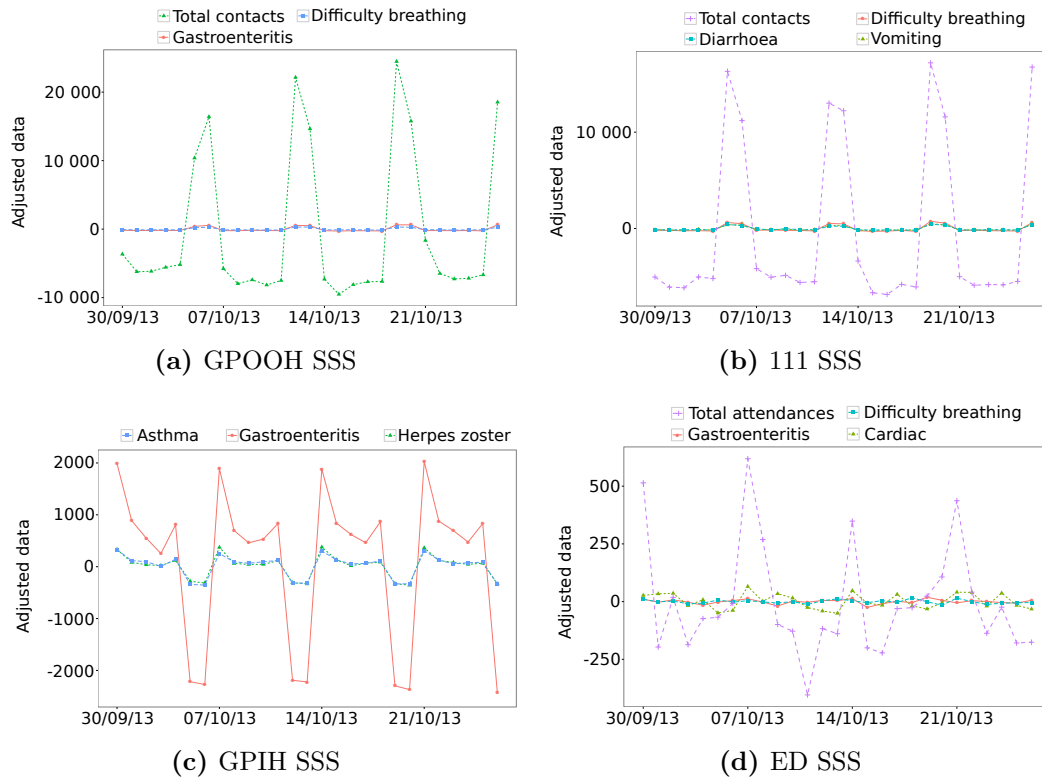 Total contacts Difficulty breathing
Gastroenteritis
Adjusted data
20 000
10 000
0
-10 000
30/09/13 07/10/13 14/10/13 21/10/13
(a) GPOOH SSS
Total contacts Difficulty breathing
Diarrhoea Vomiting
Adjusted data
10 000
0
30/09/13 07/10/13 14/10/13 21/10/13
(b) 111 SSS
Asthma Gastroenteritis Herpes zoster
Adjusted data
2000
1000
0
-1000
-2000
30/09/13 07/10/13 14/10/13 21/10/13
(c) GPIH SSS
Total attendances Difficulty breathing
Gastroenteritis Cardiac
Adjusted data
500
250
0
-250
30/09/13 07/10/13 14/10/13 21/10/13
(d) ED SSS